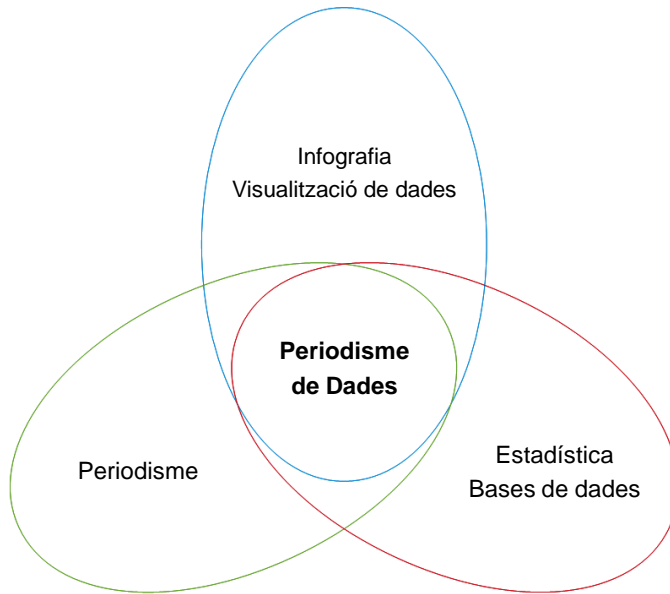 Infografia
Visualització de dades
Periodisme
de Dades
Periodisme
Estadística
Bases de dades